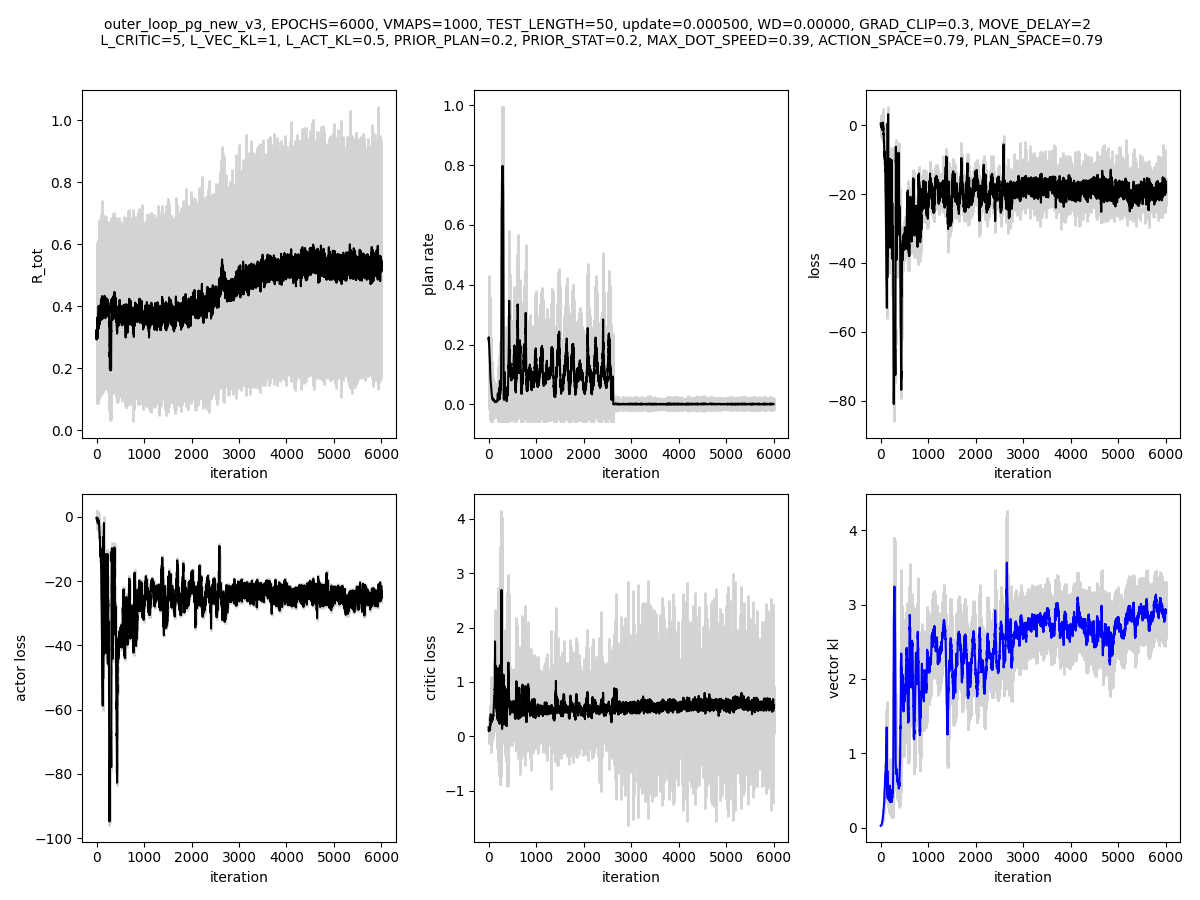 outer_loop_pg_new_v3, EPOCHS=6000, VMAPS=1000, TEST_LENGTH=50, update=0.000500, WD=0.00000, GRAD_CLIP=0.3, MOVE_DELAY=2
L_CRITIC=5, L_VEC_KL=1, L_ACT_KL=0.5, PRIOR_PLAN=0.2, PRIOR_STAT=0.2, MAX_DOT_SPEED=0.39, ACTION_SPACE=0.79, PLAN_SPACE=0.79
R_tot
1.0
0.8
0.6
0.4
0.2
0.0
0 1000 2000 3000 4000 5000 6000
iteration
plan rate
1.0
0.8
0.6
0.4
0.2
0.0
0 1000 2000 3000 4000 5000 6000
iteration
loss
0
−20
−40
−60
−80
0 1000 2000 3000 4000 5000 6000
iteration
actor loss
0
−20
−40
−60
−80
−100
0 1000 2000 3000 4000 5000 6000
iteration
critic loss
4
3
2
1
0
−1
0 1000 2000 3000 4000 5000 6000
iteration
vector kl
4
3
2
1
0
0 1000 2000 3000 4000 5000 6000
iteration